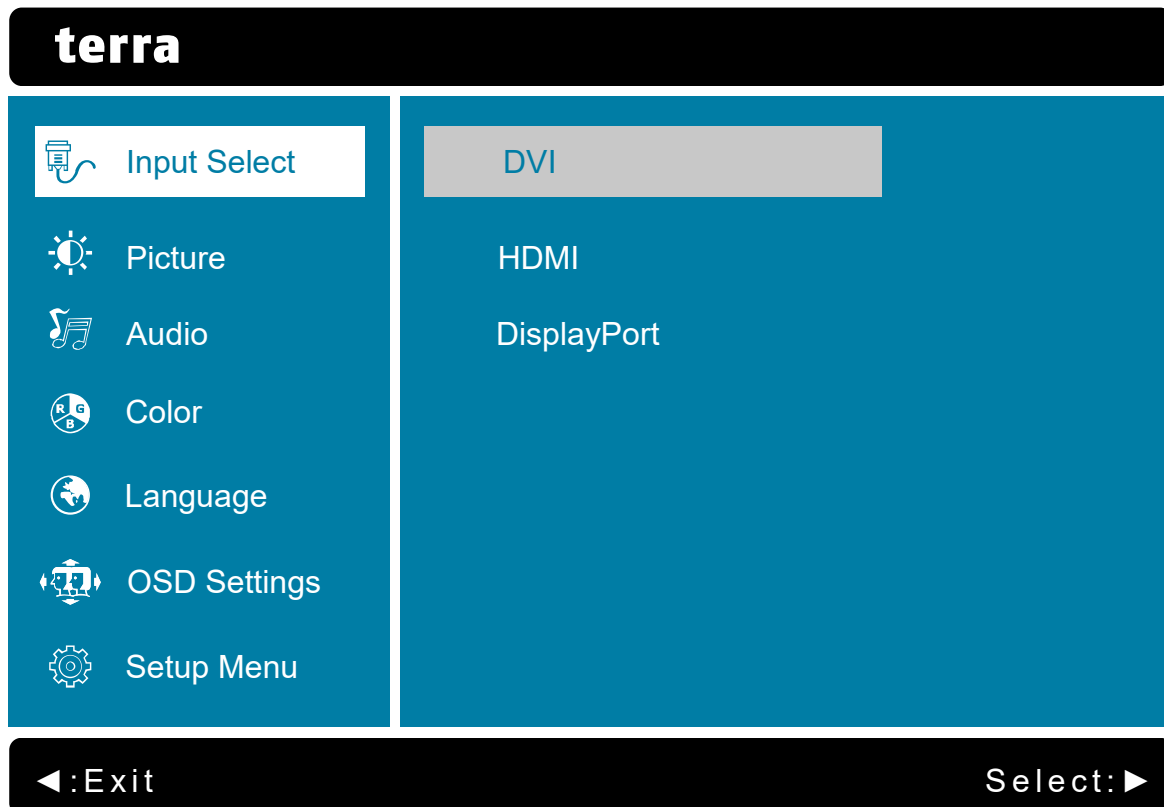 terra
Input Select
Picture
Audio
R G B
Color
Language
OSD Settings
Setup Menu
DVI
HDMI
DisplayPort
◄:Exit
Select:►